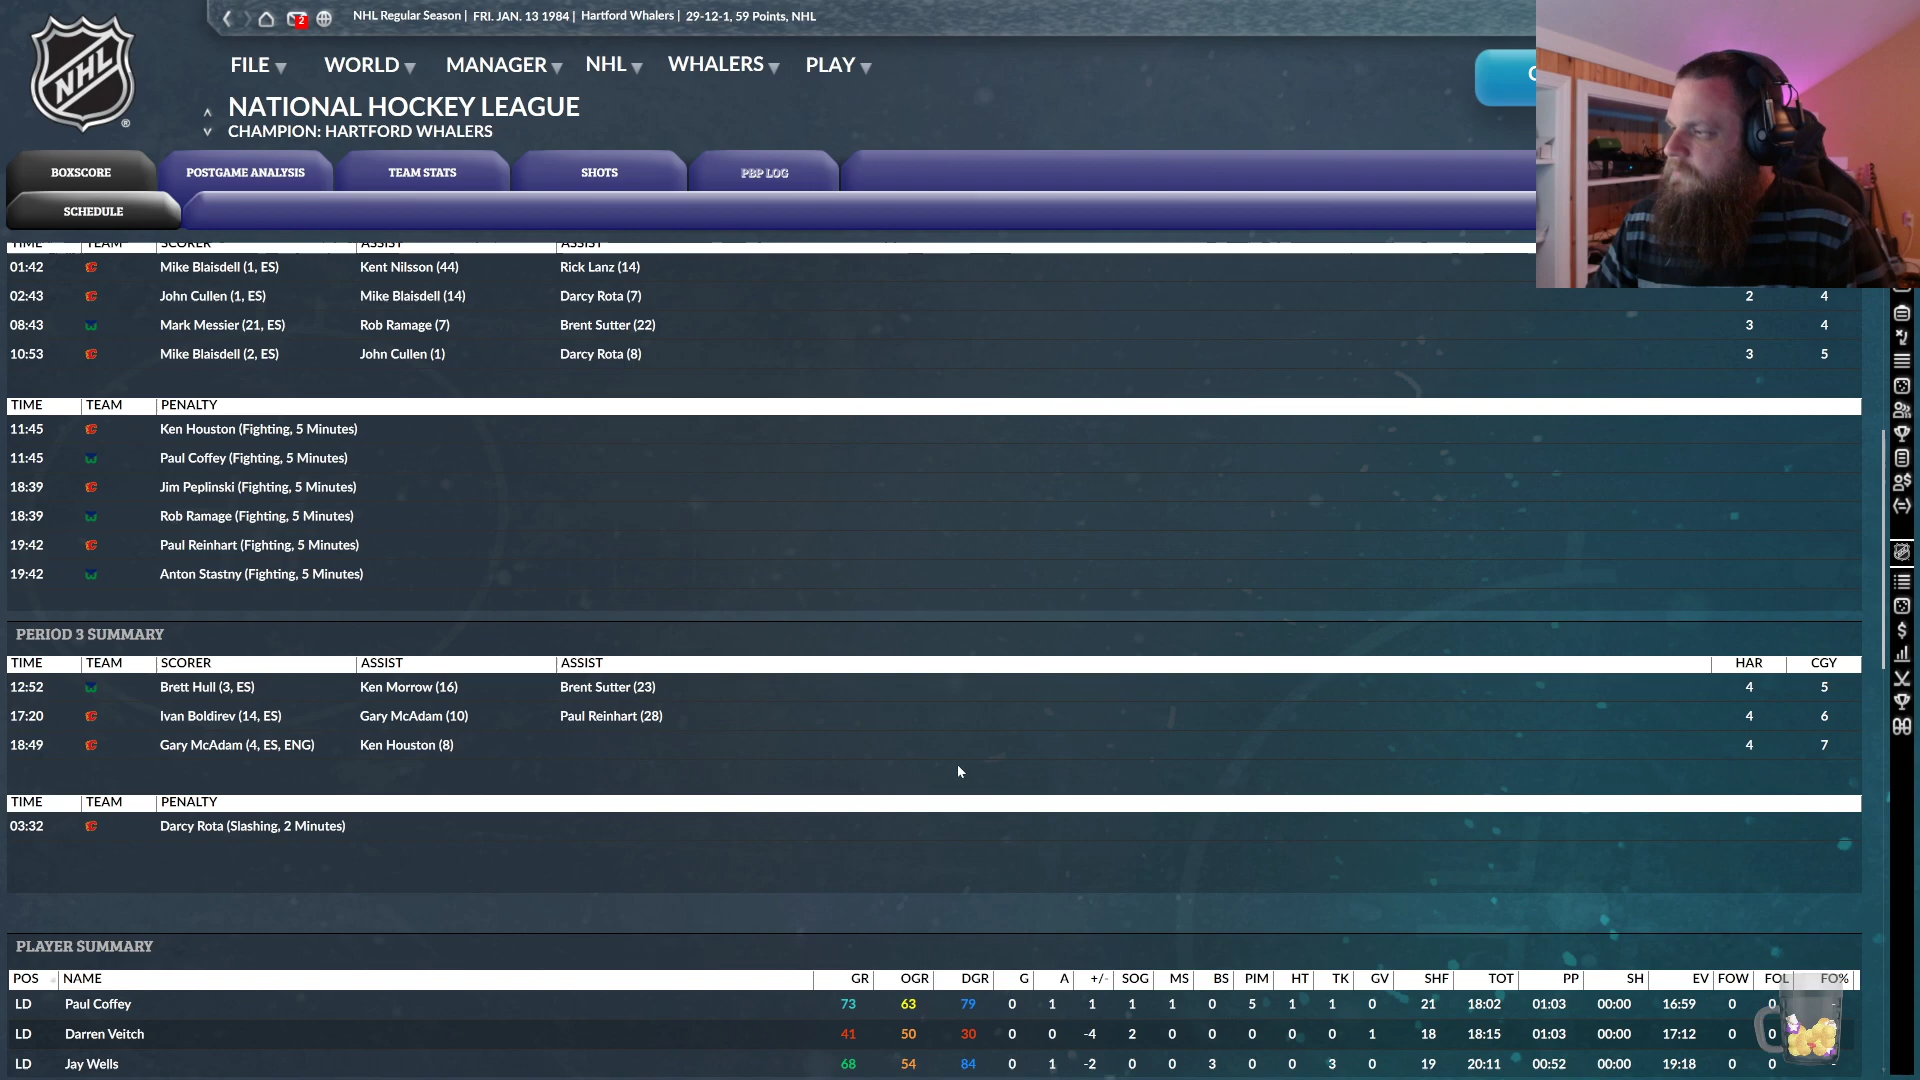 NHL Regular Season | FRI. JAN. 13 1984 | Hartford Whalers | 29-12-1, 59 Points, NHL
2
NHL
FILE WORLD MANAGER NHL WHALERS PLAY
NATIONAL HOCKEY LEAGUE
CHAMPION: HARTFORD WHALERS
BOXSCORE POSTGAME ANALYSIS TEAM STATS SHOTS PBP LOG
SCHEDULE
TIME TEAM SCORER ASSIST ASSIST
01:42 Mike Blaisdell (1, ES) Kent Nilsson (44) Rick Lanz (14)
02:43 John Cullen (1, ES) Mike Blaisdell (14) Darcy Rota (7) 2 4
08:43 Mark Messier (21, ES) Rob Ramage (7) Brent Sutter (22) 3 4
10:53 Mike Blaisdell (2, ES) John Cullen (1) Darcy Rota (8) 3 5
TIME TEAM PENALTY
11:45 Ken Houston (Fighting, 5 Minutes)
11:45 Paul Coffey (Fighting, 5 Minutes)
18:39 Jim Peplinski (Fighting, 5 Minutes)
18:39 Rob Ramage (Fighting, 5 Minutes)
19:42 Paul Reinhart (Fighting, 5 Minutes)
19:42 Anton Stastny (Fighting, 5 Minutes)
PERIOD 3 SUMMARY
TIME TEAM SCORER ASSIST ASSIST HAR CGY
12:52 Brett Hull (3, ES) Ken Morrow (16) Brent Sutter (23) 4 5
17:20 Ivan Boldirev (14, ES) Gary McAdam (10) Paul Reinhart (28) 4 6
18:49 Gary McAdam (4, ES, ENG) Ken Houston (8) 4 7
TIME TEAM PENALTY
03:32 Darcy Rota (Slashing, 2 Minutes)
PLAYER SUMMARY
POS NAME GR OGR DGR G A +/- SOG MS BS PIM HT TK GV SHF TOT PP SH EV FOW FOL FO%
LD Paul Coffey 73 63 79 0 1 1 1 1 0 5 1 1 0 21 18:02 01:03 00:00 16:59 0 0 -
LD Darren Veitch 41 50 30 0 0 -4 2 0 0 0 0 0 1 18 18:15 01:03 00:00 17:12 0 0
LD Jay Wells 68 54 84 0 1 -2 0 0 3 0 0 3 0 19 20:11 00:52 00:00 19:18 0 0 -